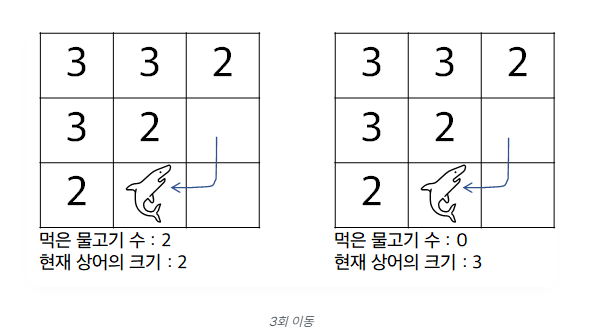 3 3 2
3 2
2
먹은 물고기 수 : 2
현재 상어의 크기 : 2
3 3 2
3 2
2
먹은 물고기 수 : 0
현재 상어의 크기 : 3
3회 이동